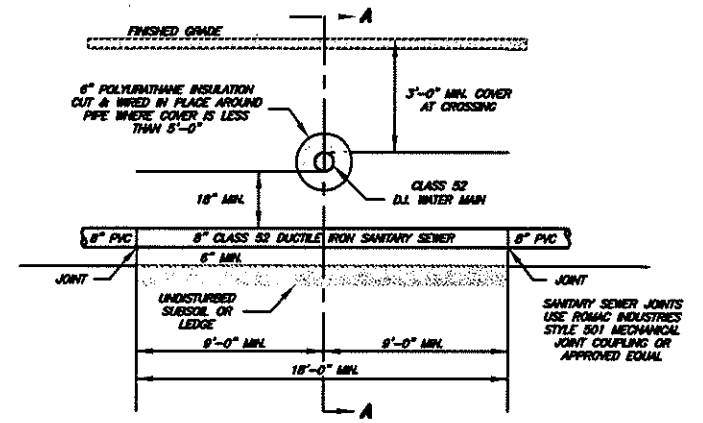 A
FINISHED GRADE
6" POLYURATHANE INSULATION
CUT & WIRED IN PLACE AROUND
PIPE WHERE COVER IS LESS
THAN 5'-0"
3'-0" MIN. COVER
AT CROSSING
CLASS 52
D.I. WATER MAIN
18" MIN.
8" PVC
8" CLASS 52 DUCTILE IRON SANITARY SEWER
8" PVC
6" MIN.
JOINT
JOINT
UNDISTURBED
SUBSOIL OR
LEDGE
SANITARY SEWER JOINTS
USE ROMAC INDUSTRIES
STYLE 501 MECHANICAL
JOINT COUPLING OR
APPROVED EQUAL
9'-0" MIN.
9'-0" MIN.
18'-0" MIN.
A